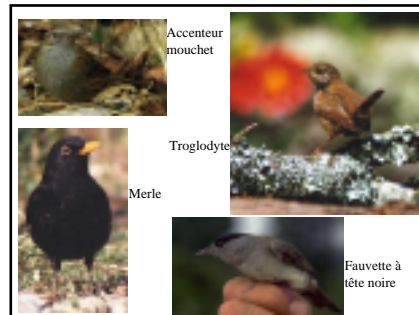 Accenteur
mouchet
Troglodyte
Merle
Fauvette à
tête noire